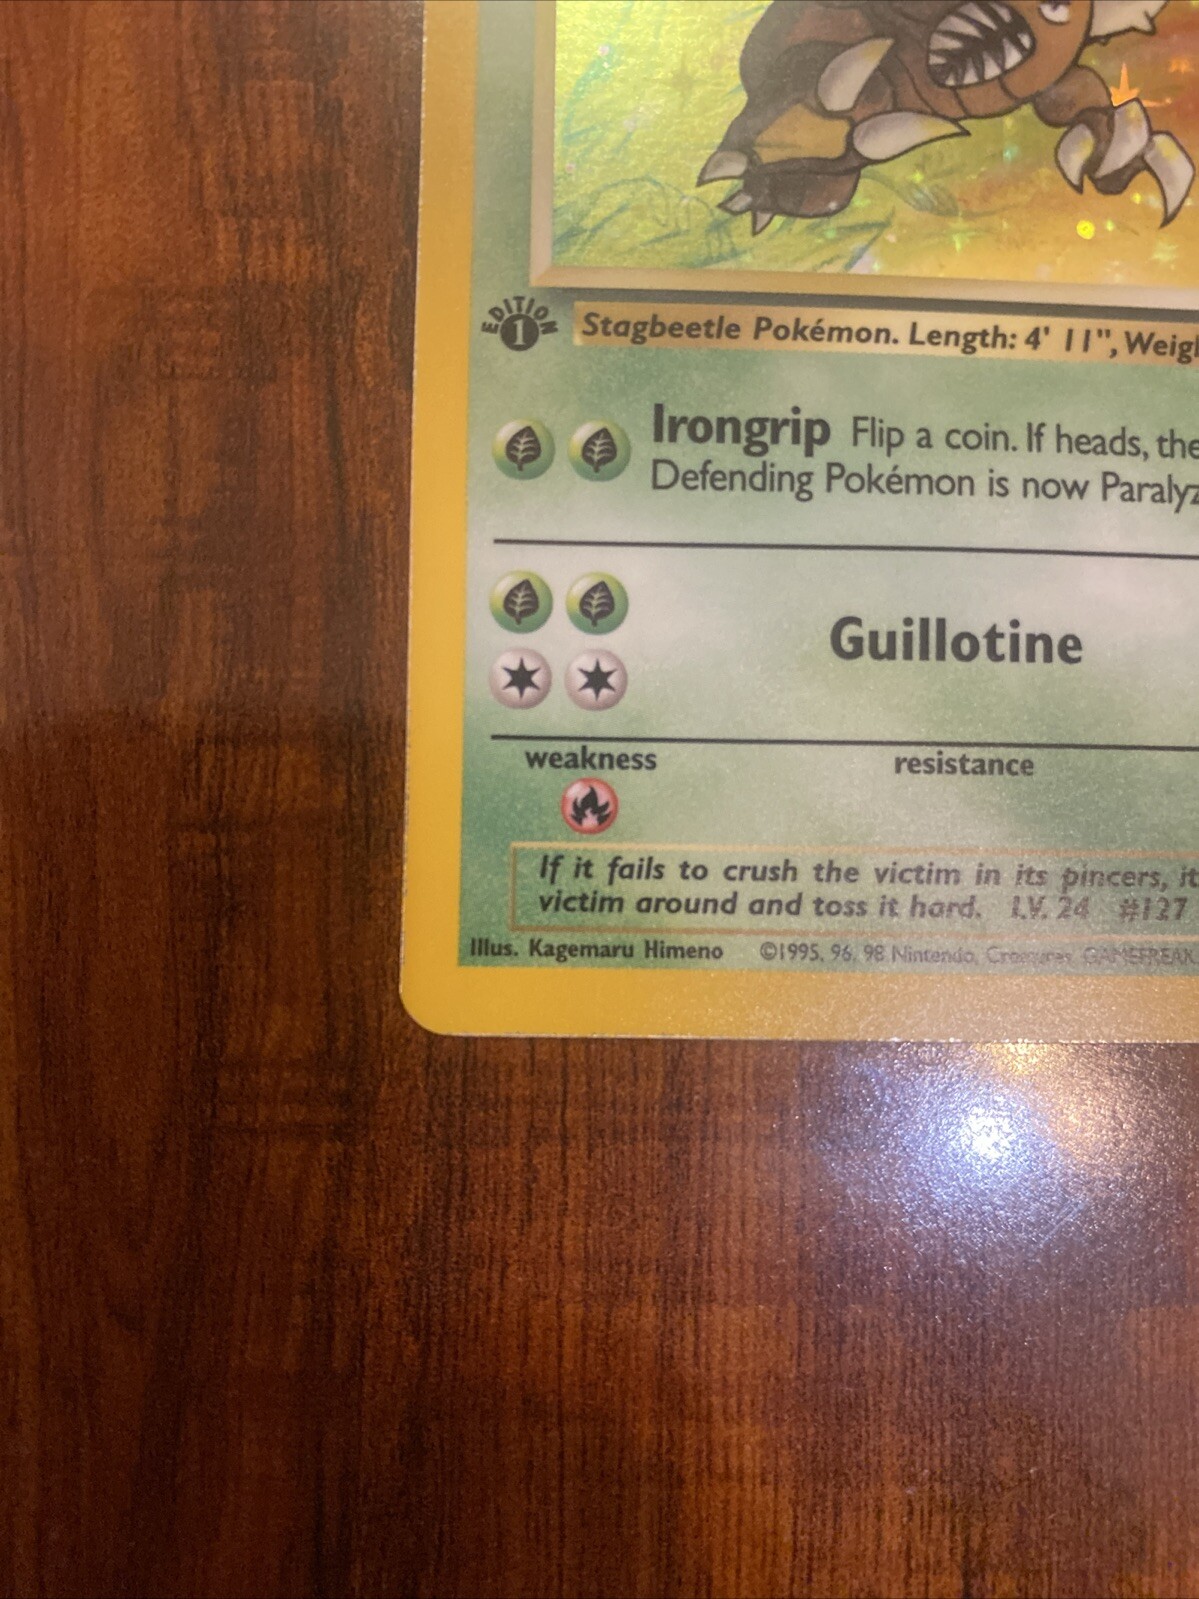 EDITION
1
Stagbeetle Pokémon. Length: 4' 11", Weigh
Irongrip Flip a coin. If heads, the
Defending Pokémon is now Paralyz
Guillotine
weakness resistance
If it fails to crush the victim in its pincers, it
victim around and toss it hard. LV. 24 #127
Illus. Kagemaru Himeno ©1995, 96, 98 Nintendo, Creatures, GAMEFREAK.